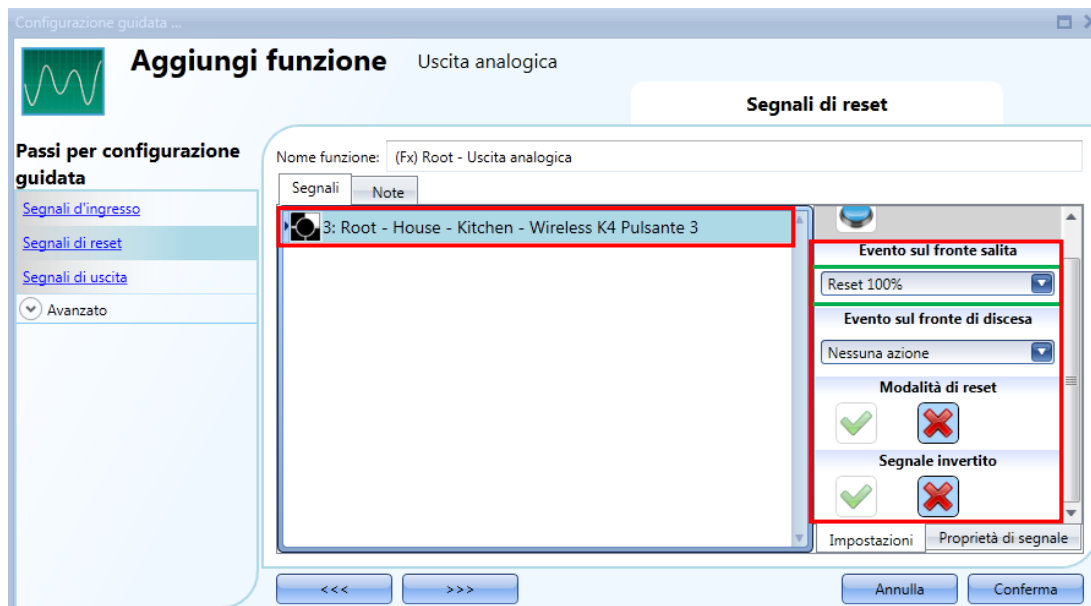 Configurazione guidata ...
Aggiungi funzione Uscita analogica
Segnali di reset
Passi per configurazione
guidata
Segnali d'ingresso
Segnali di reset
Segnali di uscita
Avanzato
Nome funzione: (Fx) Root - Uscita analogica
Segnali Note
3: Root - House - Kitchen - Wireless K4 Pulsante 3
Evento sul fronte salita
Reset 100%
Evento sul fronte di discesa
Nessuna azione
Modalità di reset
Segnale invertito
Impostazioni Proprietà di segnale
<<< >>> Annulla Conferma